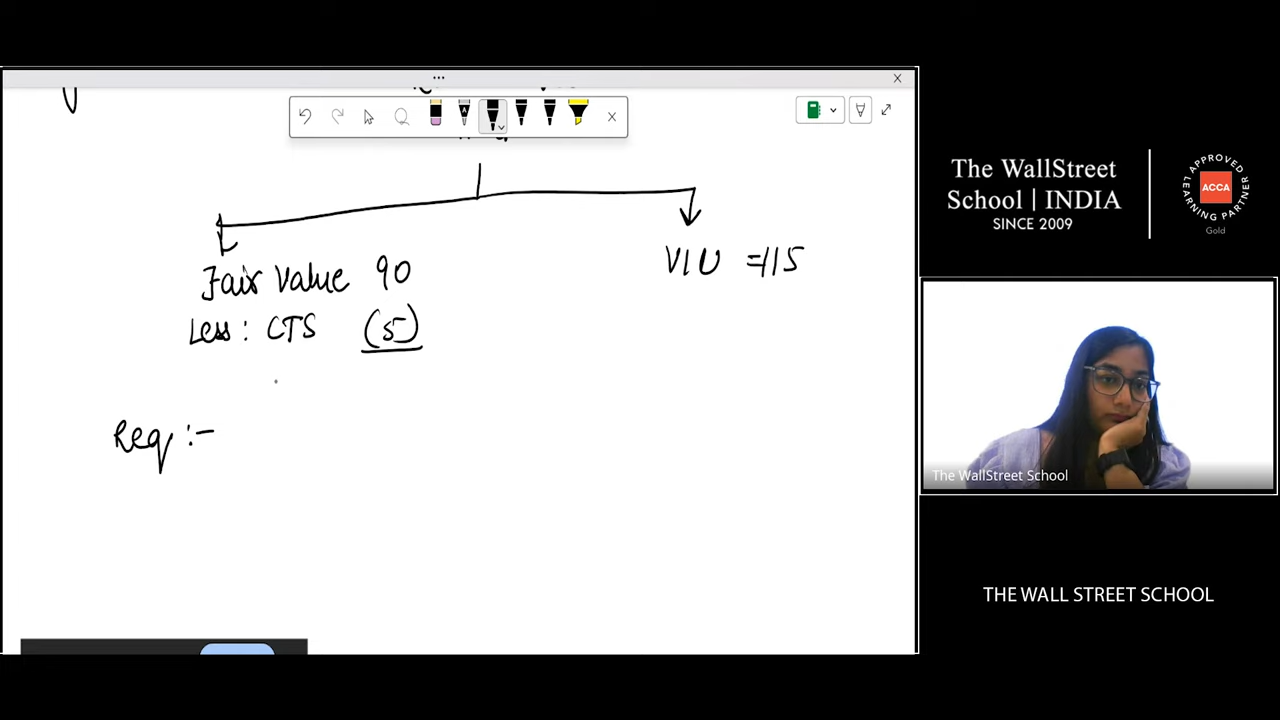 Fair Value 90
Less: CTS (5)
VIU = 115
Req :-
The WallStreet
School | INDIA
SINCE 2009
APPROVED
LEARNING PARTNER
ACCA
Gold
The WallStreet School
THE WALL STREET SCHOOL